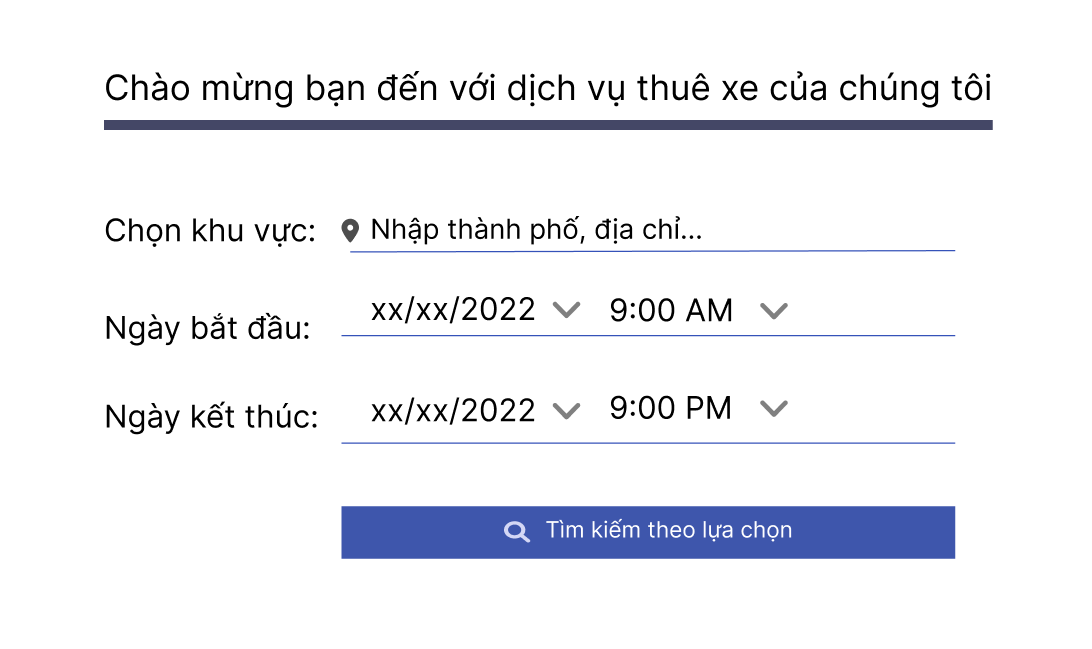 Chào mừng bạn đến với dịch vụ thuê xe của chúng tôi
Chọn khu vực: Nhập thành phố, địa chỉ...
Ngày bắt đầu: xx/xx/2022 9:00 AM
Ngày kết thúc: xx/xx/2022 9:00 PM
Tìm kiếm theo lựa chọn